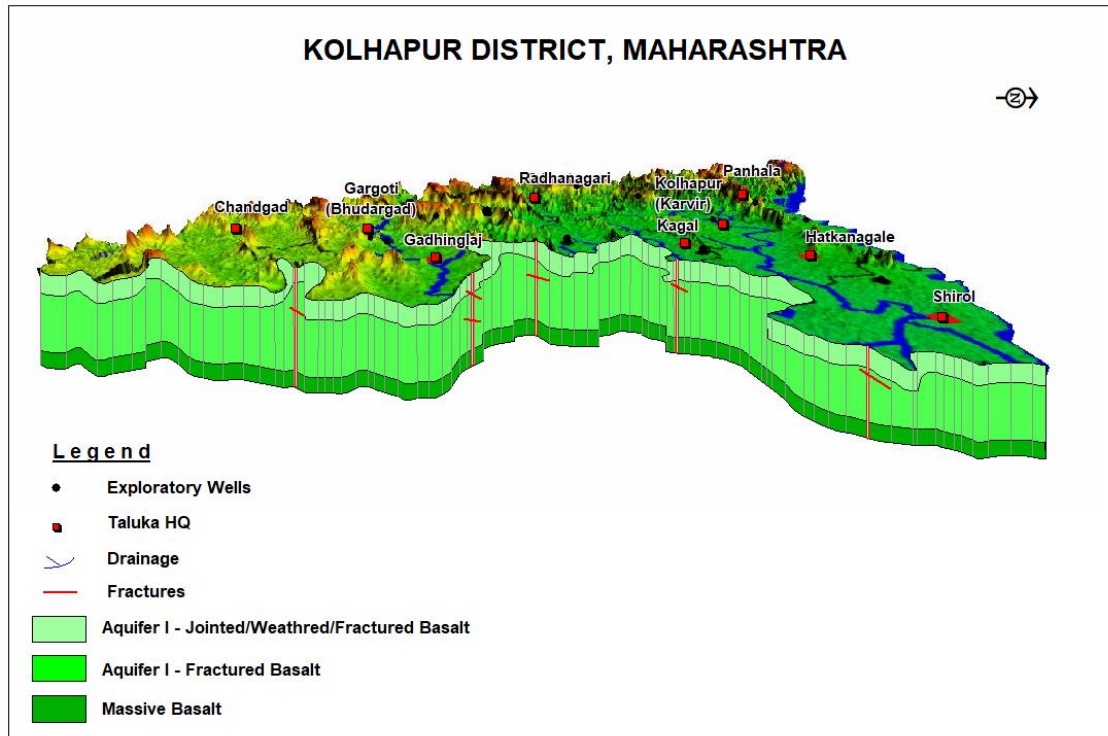 KOLHAPUR DISTRICT, MAHARASHTRA
N
Panhala
Radhanagari
Kolhapur
(Karvir)
Gargoti
(Bhudargad)
Chandgad
Kagal
Hatkanagale
Gadhinglaj
Shirol
Legend
Exploratory Wells
Taluka HQ
Drainage
Fractures
Aquifer I - Jointed/Weathred/Fractured Basalt
Aquifer I - Fractured Basalt
Massive Basalt